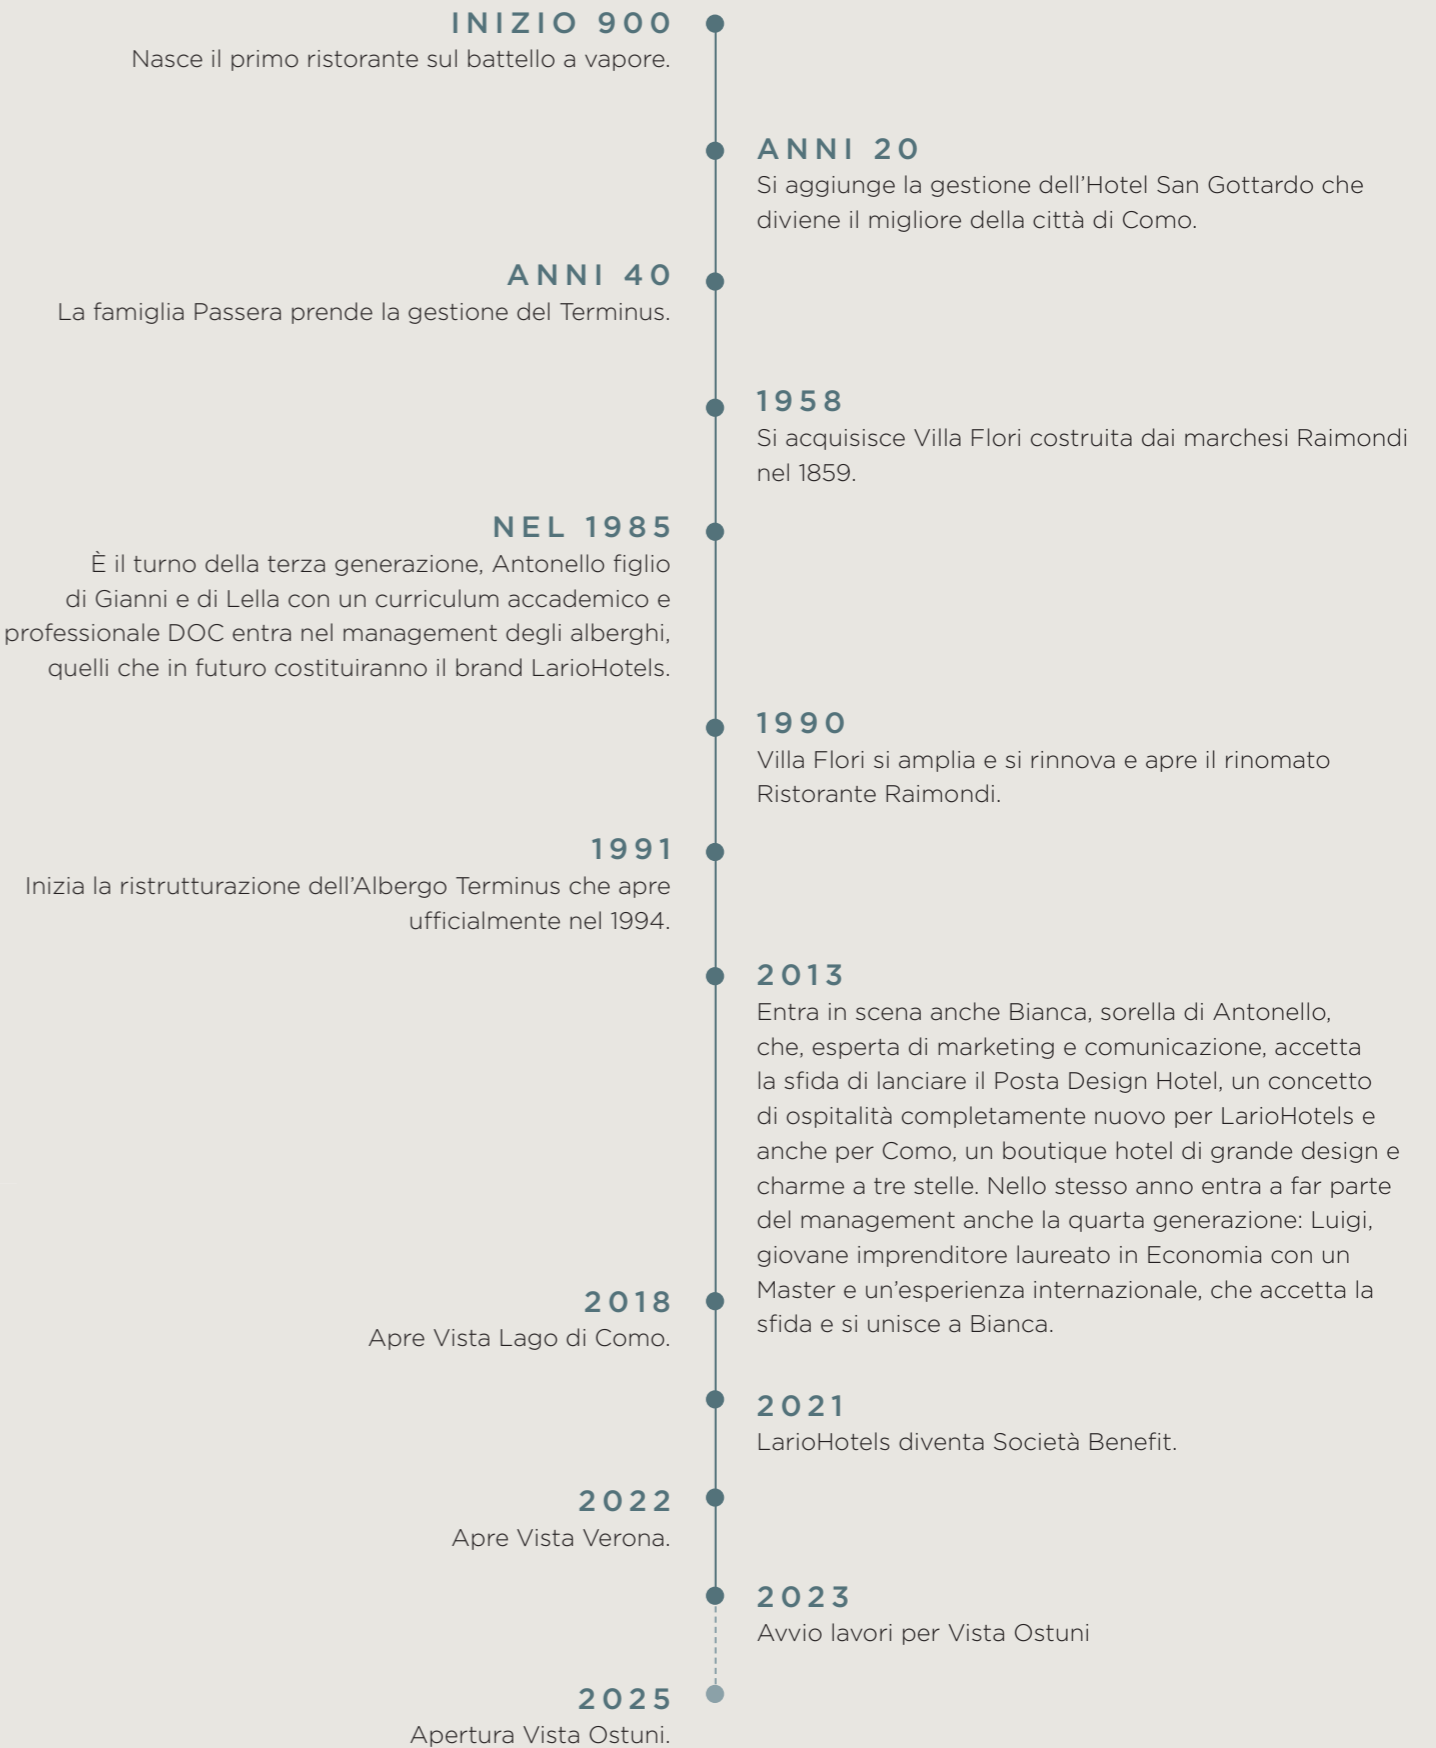 INIZIO 900
Nasce il primo ristorante sul battello a vapore.
ANNI 20
Si aggiunge la gestione dell’Hotel San Gottardo che
diviene il migliore della città di Como.
ANNI 40
La famiglia Passera prende la gestione del Terminus.
1958
Si acquisisce Villa Flori costruita dai marchesi Raimondi
nel 1859.
NEL 1985
È il turno della terza generazione, Antonello figlio
di Gianni e di Lella con un curriculum accademico e
professionale DOC entra nel management degli alberghi,
quelli che in futuro costituiranno il brand LarioHotels.
1990
Villa Flori si amplia e si rinnova e apre il rinomato
Ristorante Raimondi.
1991
Inizia la ristrutturazione dell’Albergo Terminus che apre
ufficialmente nel 1994.
2013
Entra in scena anche Bianca, sorella di Antonello,
che, esperta di marketing e comunicazione, accetta
la sfida di lanciare il Posta Design Hotel, un concetto
di ospitalità completamente nuovo per LarioHotels e
anche per Como, un boutique hotel di grande design e
charme a tre stelle. Nello stesso anno entra a far parte
del management anche la quarta generazione: Luigi,
giovane imprenditore laureato in Economia con un
Master e un’esperienza internazionale, che accetta la
sfida e si unisce a Bianca.
2018
Apre Vista Lago di Como.
2021
LarioHotels diventa Società Benefit.
2022
Apre Vista Verona.
2023
Avvio lavori per Vista Ostuni
2025
Apertura Vista Ostuni.